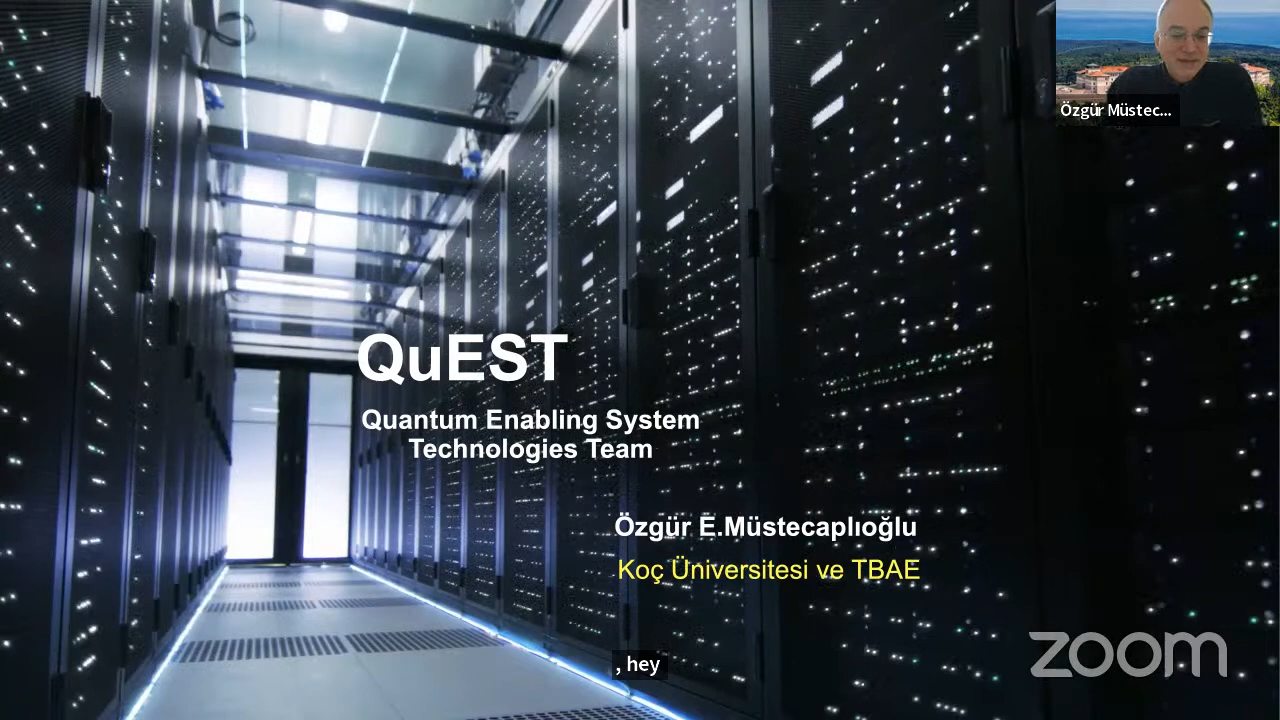 Özgür Müstec...
QuEST
Quantum Enabling System
Technologies Team
Özgür E.Müstecaplıoğlu
Koç Üniversitesi ve TBAE
, hey
zoom